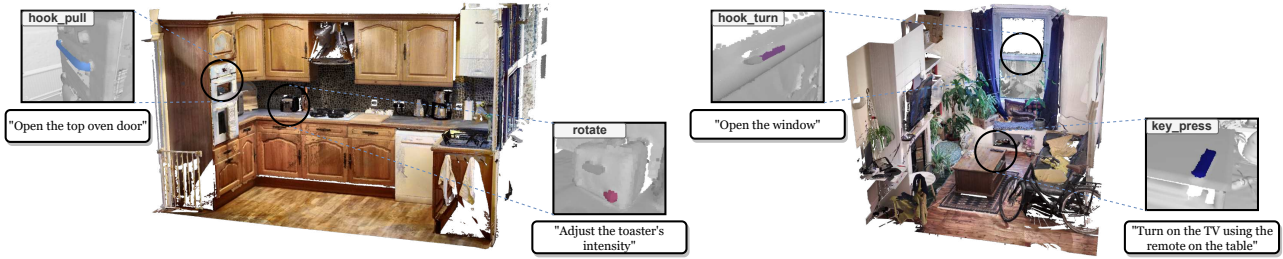 hook_pull
"Open the top oven door"
rotate
"Adjust the toaster's
intensity"
hook_turn
"Open the window"
key_press
"Turn on the TV using the
remote on the table"